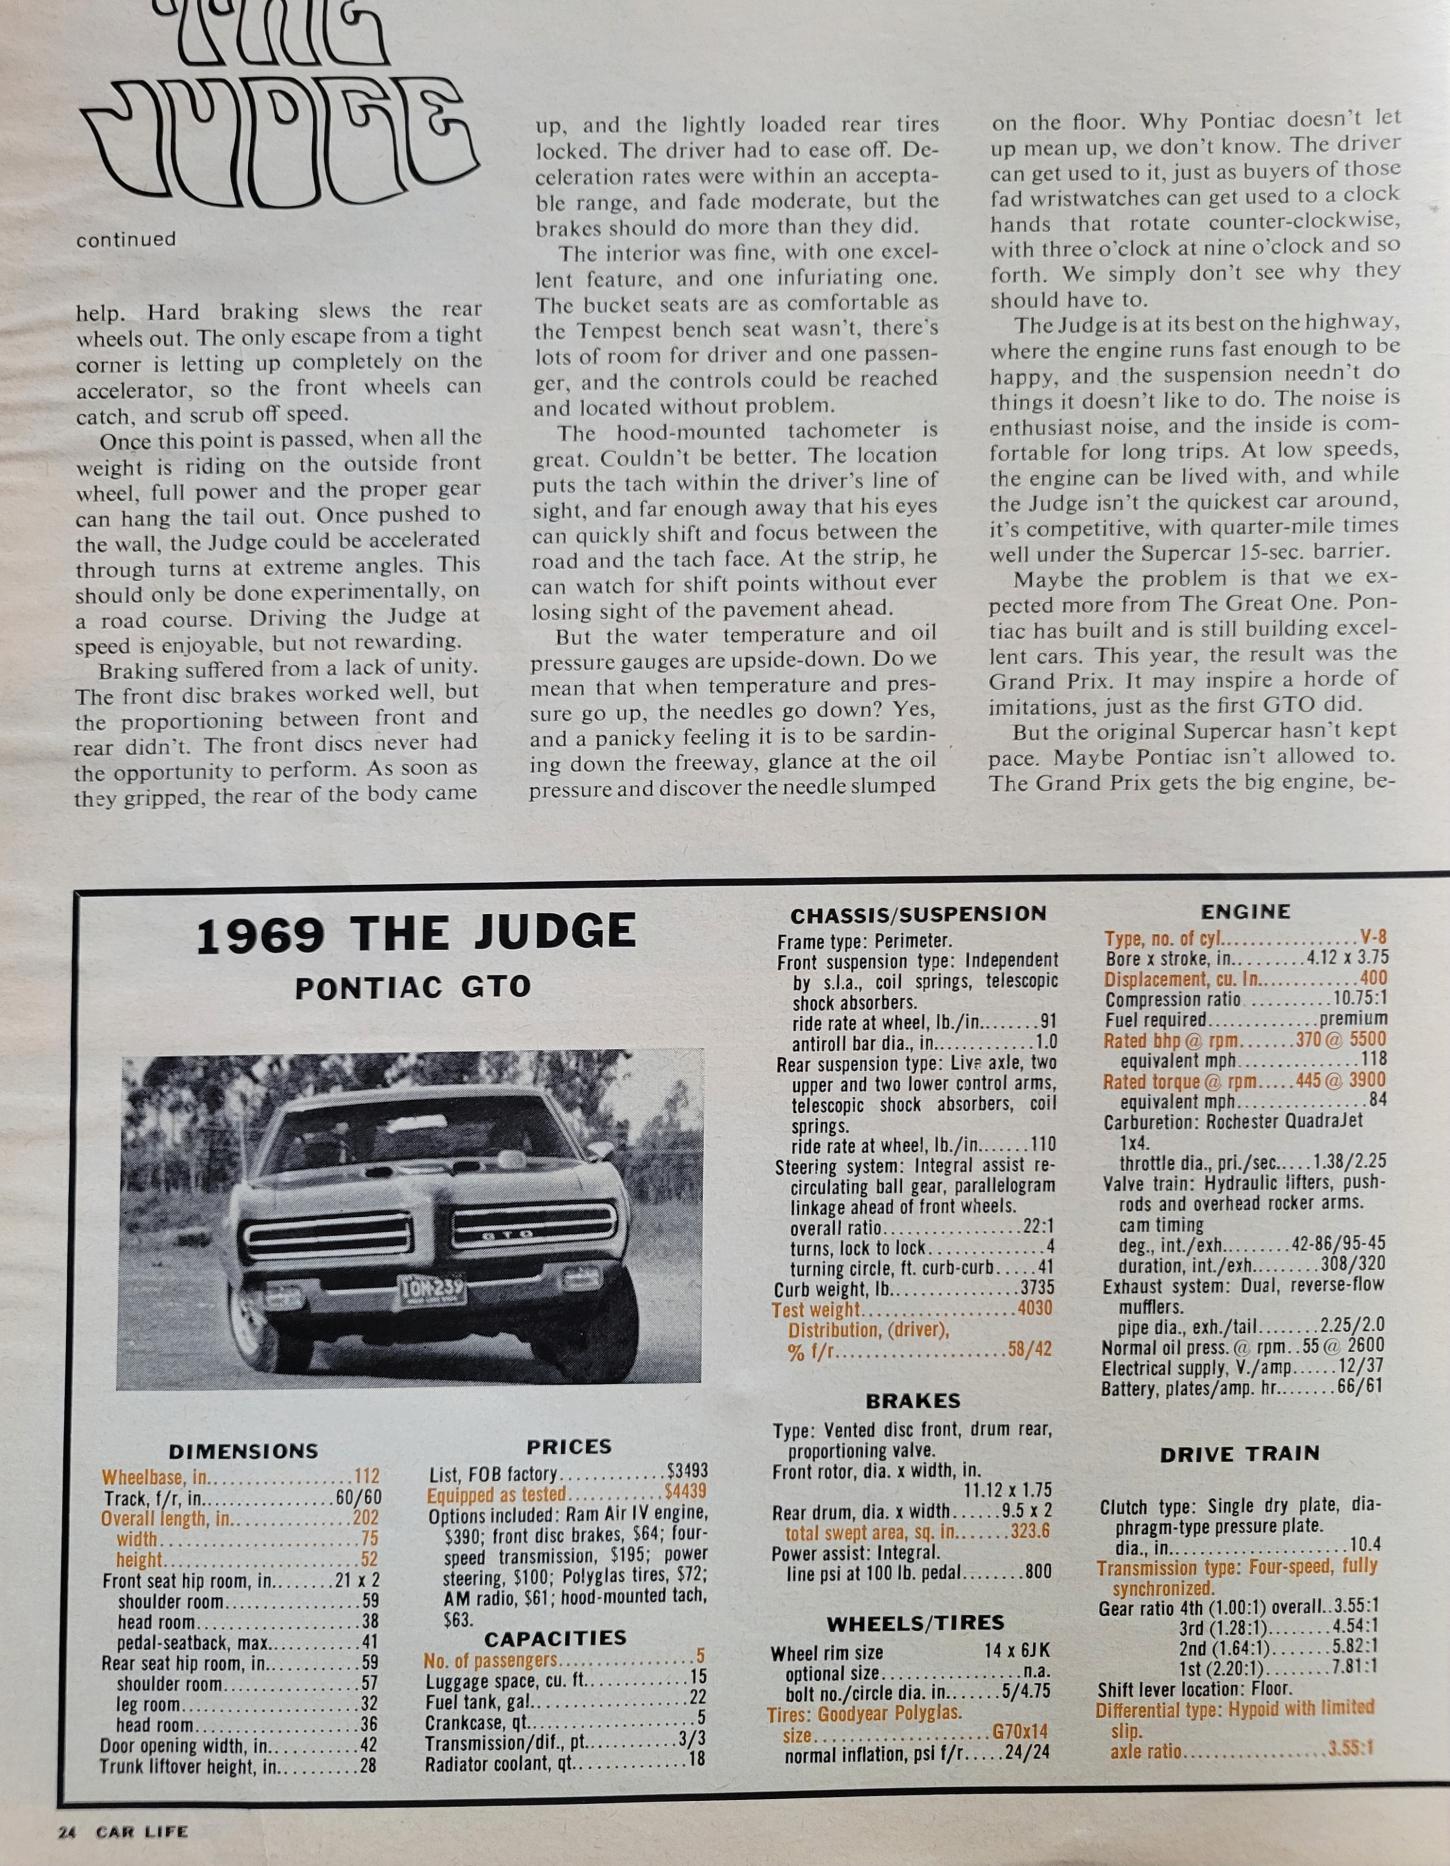 THE
JUDGE
continued
help. Hard braking slews the rear
wheels out. The only escape from a tight
corner is letting up completely on the
accelerator, so the front wheels can
catch, and scrub off speed.
Once this point is passed, when all the
weight is riding on the outside front
wheel, full power and the proper gear
can hang the tail out. Once pushed to
the wall, the Judge could be accelerated
through turns at extreme angles. This
should only be done experimentally, on
a road course. Driving the Judge at
speed is enjoyable, but not rewarding.
Braking suffered from a lack of unity.
The front disc brakes worked well, but
the proportioning between front and
rear didn't. The front discs never had
the opportunity to perform. As soon as
they gripped, the rear of the body came
up, and the lightly loaded rear tires
locked. The driver had to ease off. De-
celeration rates were within an accepta-
ble range, and fade moderate, but the
brakes should do more than they did.
The interior was fine, with one excel-
lent feature, and one infuriating one.
The bucket seats are as comfortable as
the Tempest bench seat wasn't, there's
lots of room for driver and one passen-
ger, and the controls could be reached
and located without problem.
The hood-mounted tachometer is
great. Couldn't be better. The location
puts the tach within the driver's line of
sight, and far enough away that his eyes
can quickly shift and focus between the
road and the tach face. At the strip, he
can watch for shift points without ever
losing sight of the pavement ahead.
But the water temperature and oil
pressure gauges are upside-down. Do we
mean that when temperature and pres-
sure go up, the needles go down? Yes,
and a panicky feeling it is to be sardin-
ing down the freeway, glance at the oil
pressure and discover the needle slumped
on the floor. Why Pontiac doesn't let
up mean up, we don't know. The driver
can get used to it, just as buyers of those
fad wristwatches can get used to a clock
hands that rotate counter-clockwise,
with three o'clock at nine o'clock and so
forth. We simply don't see why they
should have to.
The Judge is at its best on the highway,
where the engine runs fast enough to be
happy, and the suspension needn't do
things it doesn't like to do. The noise is
enthusiast noise, and the inside is com-
fortable for long trips. At low speeds,
the engine can be lived with, and while
the Judge isn't the quickest car around,
it's competitive, with quarter-mile times
well under the Supercar 15-sec. barrier.
Maybe the problem is that we ex-
pected more from The Great One. Pon-
tiac has built and is still building excel-
lent cars. This year, the result was the
Grand Prix. It may inspire a horde of
imitations, just as the first GTO did.
But the original Supercar hasn't kept
pace. Maybe Pontiac isn't allowed to.
The Grand Prix gets the big engine, be-
1969 THE JUDGE
PONTIAC GTO
GTO
TOM-259
DIMENSIONS
Wheelbase, in..................112
Track, f/r, in................60/60
Overall length, in..............202
width.........................75
height........................52
Front seat hip room, in........21 x 2
shoulder room.................59
head room.....................38
pedal-seatback, max...........41
Rear seat hip room, in..........59
shoulder room.................57
leg room......................32
head room.....................36
Door opening width, in..........42
Trunk liftover height, in..........28
PRICES
List, FOB factory............$3493
Equipped as tested............$4439
Options included: Ram Air IV engine,
$390; front disc brakes, $64; four-
speed transmission, $195; power
steering, $100; Polyglas tires, $72;
AM radio, $61; hood-mounted tach,
$63.
CAPACITIES
No. of passengers...............5
Luggage space, cu. ft............15
Fuel tank, gal..................22
Crankcase, qt...................5
Transmission/dif., pt...........3/3
Radiator coolant, qt.............18
CHASSIS/SUSPENSION
Frame type: Perimeter.
Front suspension type: Independent
by s.l.a., coil springs, telescopic
shock absorbers.
ride rate at wheel, lb./in........91
antiroll bar dia., in............1.0
Rear suspension type: Live axle, two
upper and two lower control arms,
telescopic shock absorbers, coil
springs.
ride rate at wheel, lb./in.......110
Steering system: Integral assist re-
circulating ball gear, parallelogram
linkage ahead of front wheels.
overall ratio.................22:1
turns, lock to lock..............4
turning circle, ft. curb-curb.....41
Curb weight, lb................3735
Test weight...................4030
Distribution, (driver),
% f/r.....................58/42
BRAKES
Type: Vented disc front, drum rear,
proportioning valve.
Front rotor, dia. x width, in.
11.12 x 1.75
Rear drum, dia. x width......9.5 x 2
total swept area, sq. in.......323.6
Power assist: Integral.
line psi at 100 lb. pedal........800
WHEELS/TIRES
Wheel rim size 14 x 6JK
optional size.................n.a.
bolt no./circle dia. in.......5/4.75
Tires: Goodyear Polyglas.
size.....................G70x14
normal inflation, psi f/r.....24/24
ENGINE
Type, no. of cyl................V-8
Bore x stroke, in.........4.12 x 3.75
Displacement, cu. In............400
Compression ratio..........10.75:1
Fuel required.............premium
Rated bhp @ rpm.......370 @ 5500
equivalent mph...............118
Rated torque @ rpm.....445 @ 3900
equivalent mph................84
Carburetion: Rochester QuadraJet
1x4.
throttle dia., pri./sec.....1.38/2.25
Valve train: Hydraulic lifters, push-
rods and overhead rocker arms.
cam timing
deg., int./exh.........42-86/95-45
duration, int./exh.........308/320
Exhaust system: Dual, reverse-flow
mufflers.
pipe dia., exh./tail........2.25/2.0
Normal oil press. @ rpm..55 @ 2600
Electrical supply, V./amp......12/37
Battery, plates/amp. hr........66/61
DRIVE TRAIN
Clutch type: Single dry plate, dia-
phragm-type pressure plate.
dia., in.....................10.4
Transmission type: Four-speed, fully
synchronized.
Gear ratio 4th (1.00:1) overall..3.55:1
3rd (1.28:1)........4.54:1
2nd (1.64:1).......5.82:1
1st (2.20:1)........7.81:1
Shift lever location: Floor.
Differential type: Hypoid with limited
slip.
axle ratio.................3.55:1
24 CAR LIFE